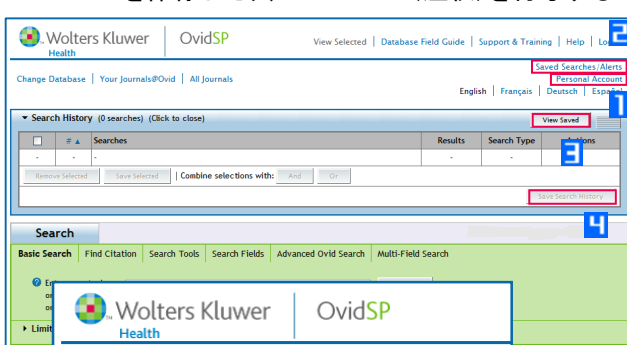 Wolters Kluwer Health OvidSP View Selected | Database Field Guide | Support & Training | Help |
2
Saved Searches/Alerts
Change Database | Your Journals@Ovid | All Journals Personal Account
English | Français | Deutsch | Español
1
▼ Search History (0 searches) (Click to close) View Saved
# ▲ Searches Results Search Type Actions
3
- - - - - -
Remove Selected Save Selected | Combine selections with: And Or
Save Search History
4
Search
Basic Search | Find Citation | Search Tools | Search Fields | Advanced Ovid Search | Multi-Field Search
or
or
Wolters Kluwer Health OvidSP